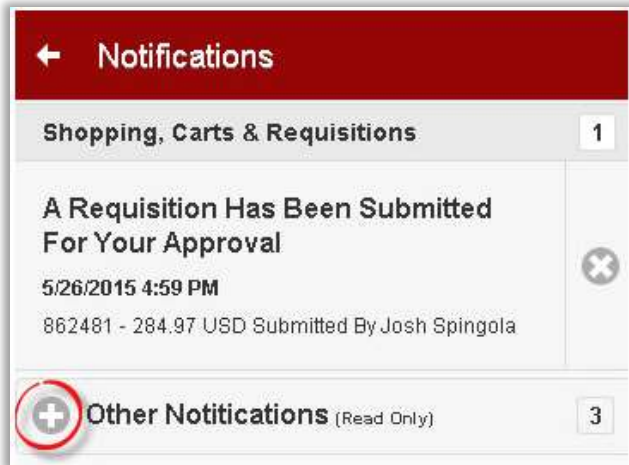 Notifications
Shopping, Carts & Requisitions 1
A Requisition Has Been Submitted
For Your Approval
5/26/2015 4:59 PM
862481 - 284.97 USD Submitted By Josh Spingola
Other Notitications (Read Only) 3